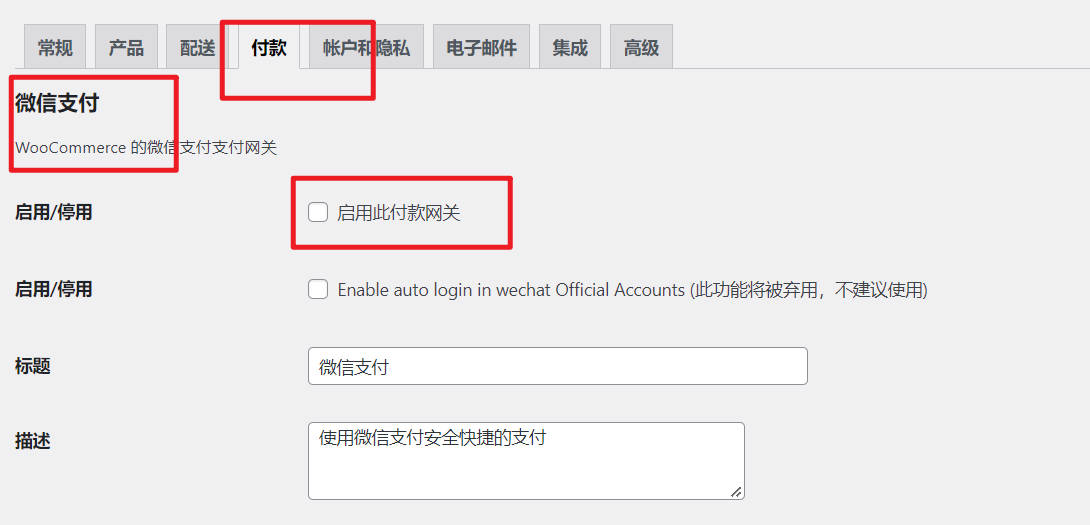 常规 产品 配送 付款 帐户和隐私 电子邮件 集成 高级
微信支付
WooCommerce 的微信支付支付网关
启用/停用 启用此付款网关
启用/停用 Enable auto login in wechat Official Accounts (此功能将被弃用，不建议使用)
标题 微信支付
描述 使用微信支付安全快捷的支付